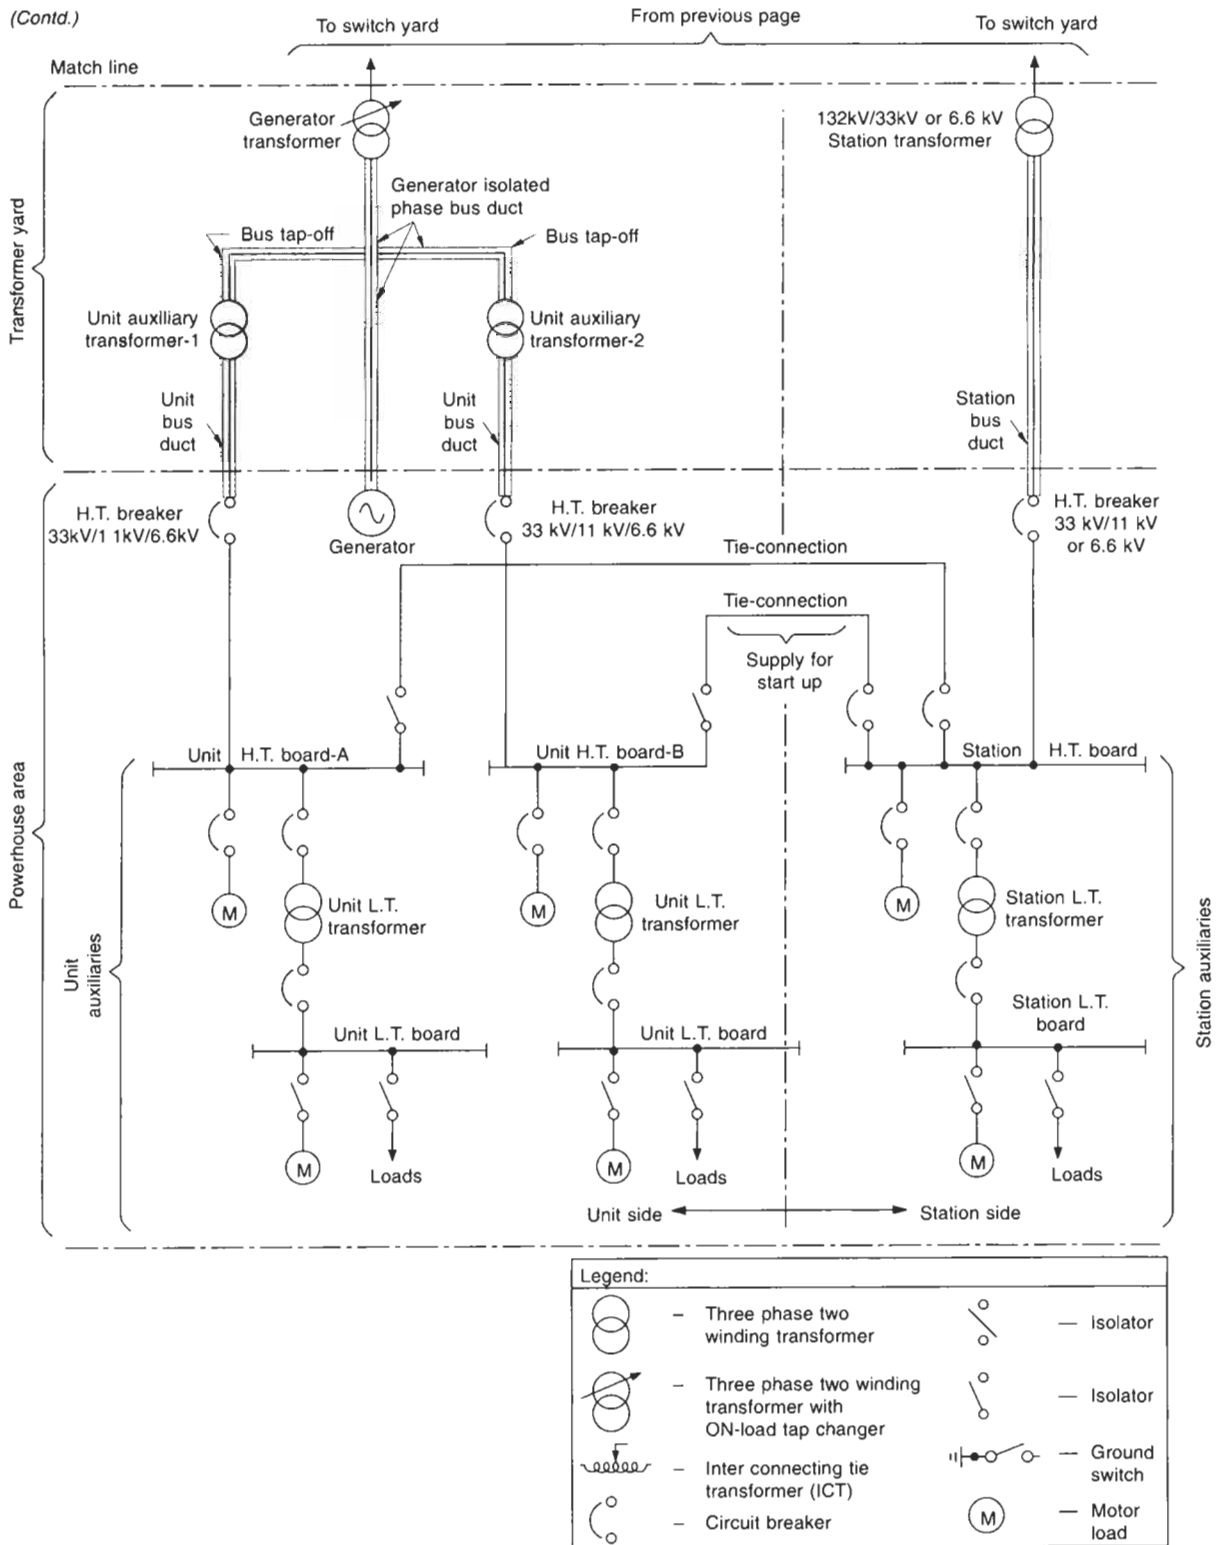 (Contd.)
To switch yard
From previous page
To switch yard
Match line
Generator
transformer
132kV/33kV or 6.6 kV
Station transformer
Generator isolated
phase bus duct
Bus tap-off
Bus tap-off
Transformer yard
Unit auxiliary
transformer-1
Unit auxiliary
transformer-2
Unit
bus
duct
Unit
bus
duct
Station
bus
duct
H.T. breaker
33kV/1 1kV/6.6kV
Generator
H.T. breaker
33 kV/11 kV/6.6 kV
H.T. breaker
33 kV/11 kV
or 6.6 kV
Tie-connection
Tie-connection
Supply for
start up
Unit H.T. board-A
Unit H.T. board-B
Station H.T. board
Powerhouse area
Unit
auxiliaries
Station auxiliaries
M
Unit L.T.
transformer
M
Unit L.T.
transformer
M
Station L.T.
transformer
Unit L.T. board
Unit L.T. board
Station L.T.
board
M
Loads
M
Loads
M
Loads
Unit side
Station side
Legend:
– Three phase two
winding transformer
— Isolator
– Three phase two winding
transformer with
ON-load tap changer
— Isolator
– Inter connecting tie
transformer (ICT)
— Ground
switch
– Circuit breaker
M — Motor
load